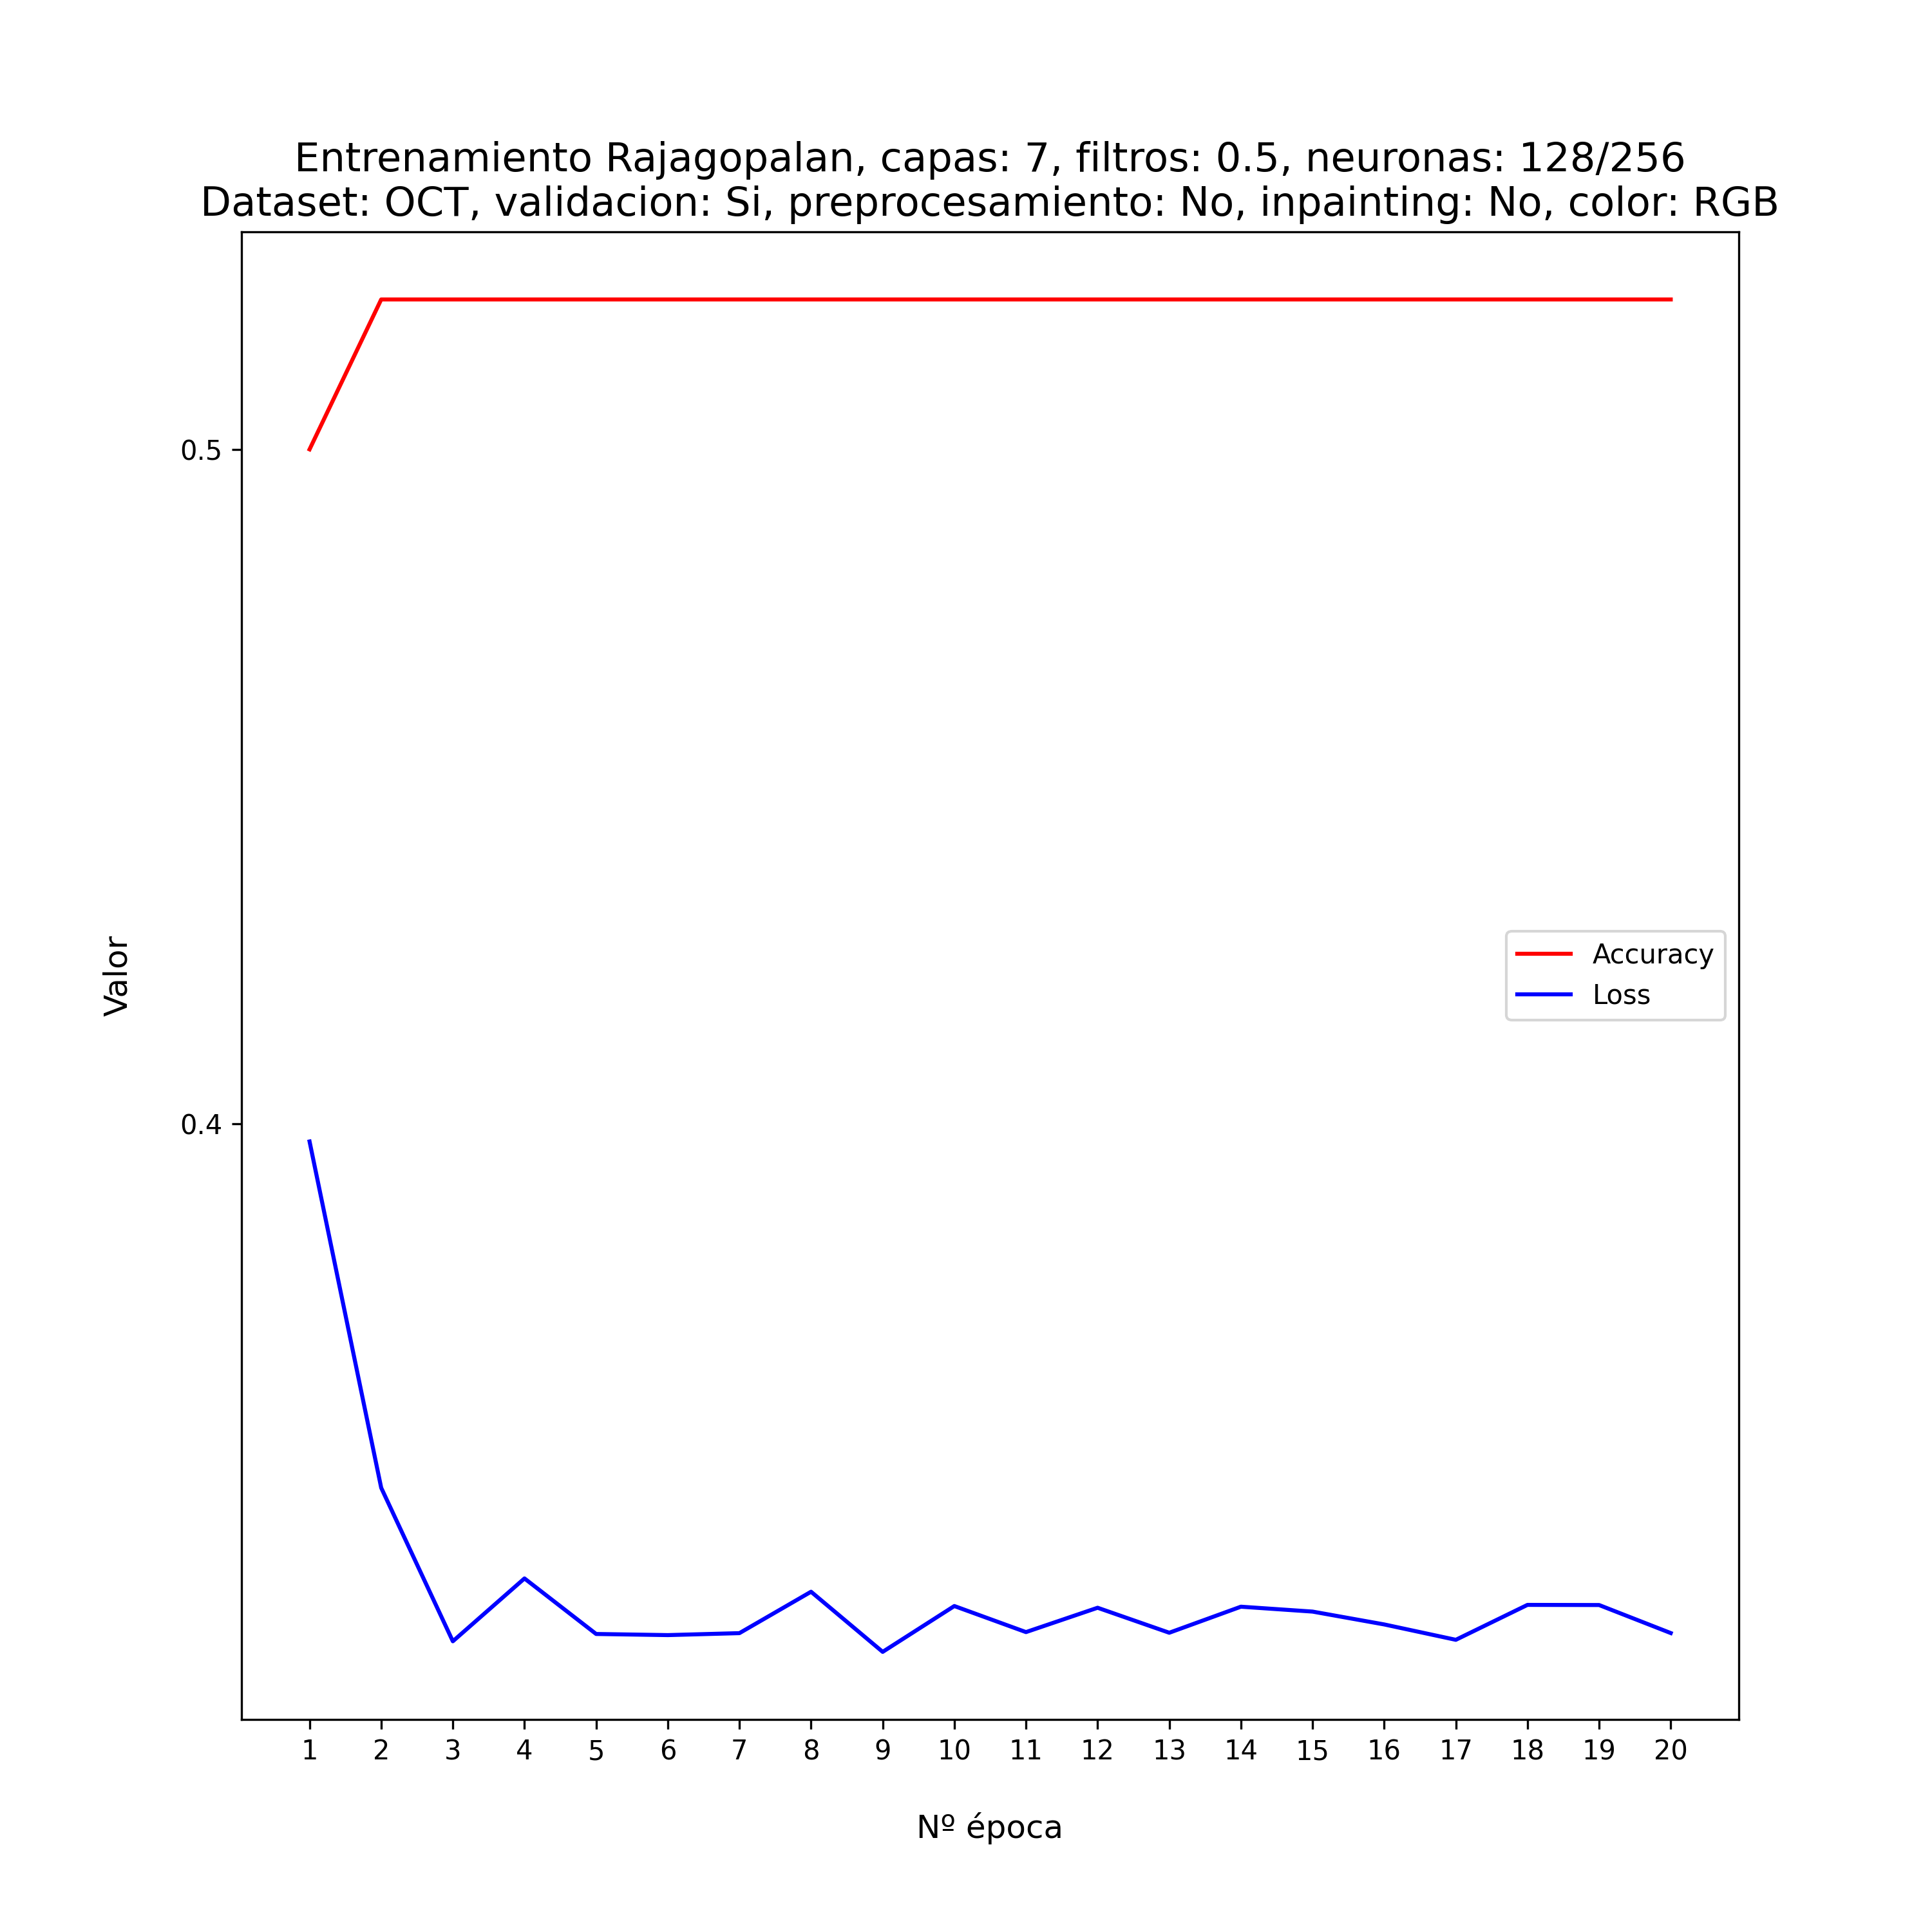 Entrenamiento Rajagopalan, capas: 7, filtros: 0.5, neuronas: 128/256
Dataset: OCT, validacion: Si, preprocesamiento: No, inpainting: No, color: RGB
0.5
0.4
Valor
Accuracy
Loss
1 2 3 4 5 6 7 8 9 10 11 12 13 14 15 16 17 18 19 20
Nº época